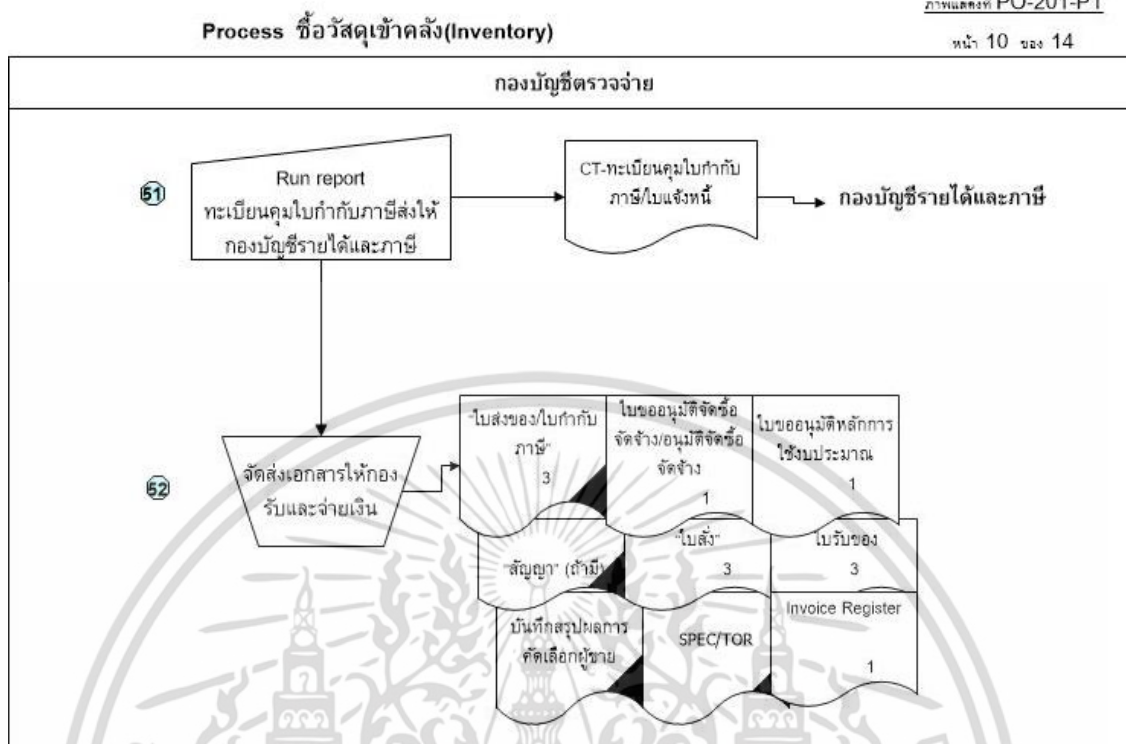 ภาพแสดงที่ PO-201-P1
Process ซื้อวัสดุเข้าคลัง(Inventory)
หน้า 10 ของ 14
กองบัญชีตรวจจ่าย
51
Run report
ทะเบียนคุมใบกำกับภาษีส่งให้
กองบัญชีรายได้และภาษี
CT-ทะเบียนคุมใบกำกับ
ภาษี/ใบแจ้งหนี้
กองบัญชีรายได้และภาษี
52
จัดส่งเอกสารให้กอง
รับและจ่ายเงิน
"ใบส่งของ/ใบกำกับ
ภาษี"
3
ใบขออนุมัติจัดซื้อ
จัดจ้าง/อนุมัติจัดซื้อ
จัดจ้าง
1
ใบขออนุมัติหลักการ
ใช้งบประมาณ
1
"สัญญา" (ถ้ามี)
"ใบสั่ง"
3
ใบรับของ
3
บันทึกสรุปผลการ
คัดเลือกผู้ขาย
SPEC/TOR
Invoice Register
1